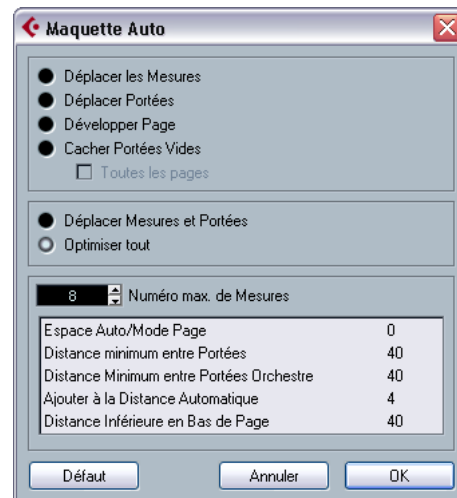 Maquette Auto
Déplacer les Mesures
Déplacer Portées
Développer Page
Cacher Portées Vides
Toutes les pages
Déplacer Mesures et Portées
Optimiser tout
8 Numéro max. de Mesures
Espace Auto/Mode Page 0
Distance minimum entre Portées 40
Distance Minimum entre Portées Orchestre 40
Ajouter à la Distance Automatique 4
Distance Inférieure en Bas de Page 40
Défaut Annuler OK